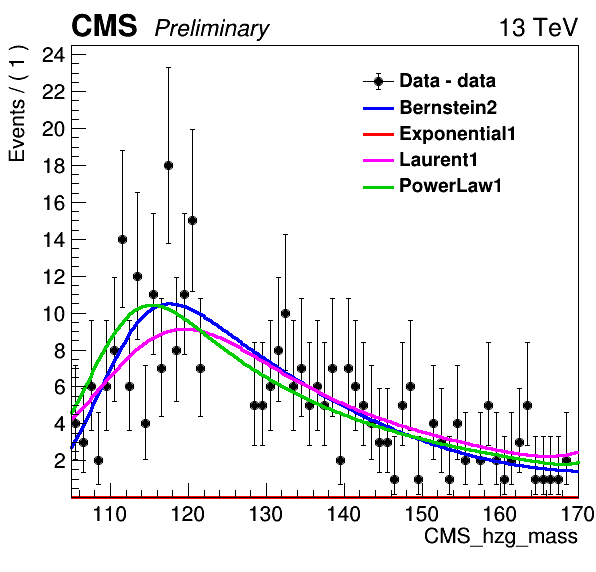 CMS Preliminary 13 TeV
Events / ( 1 )
24
22
20
18
16
14
12
10
8
6
4
2
Data - data
Bernstein2
Exponential1
Laurent1
PowerLaw1
110 120 130 140 150 160 170
CMS_hzg_mass